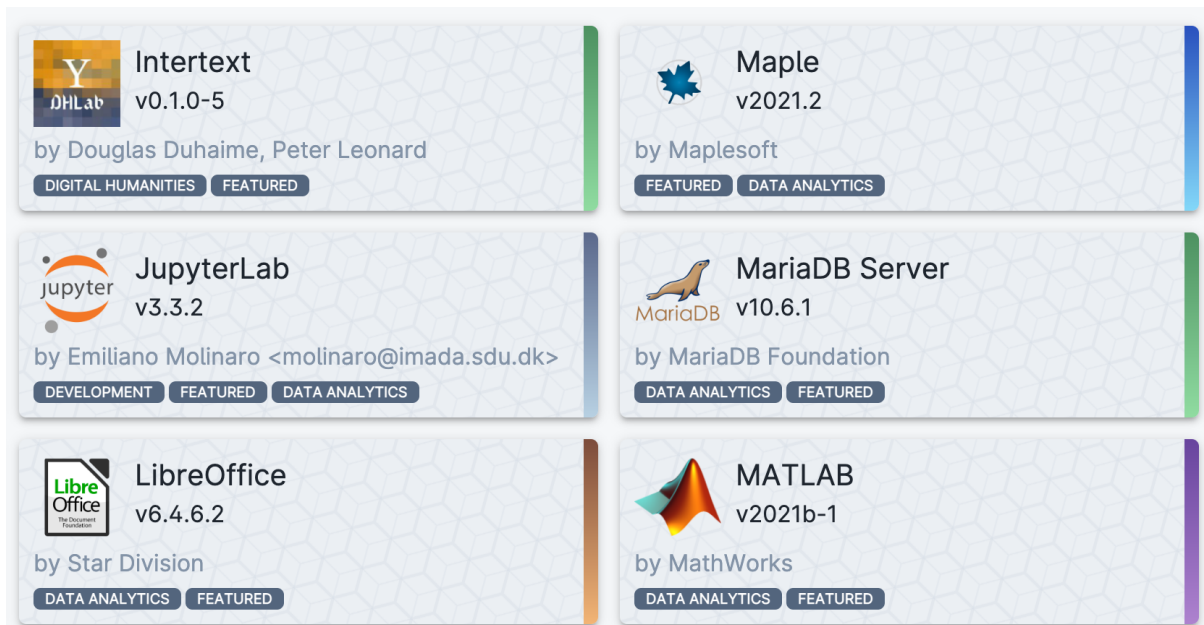 Y
DHLab
Intertext
v0.1.0-5
by Douglas Duhaime, Peter Leonard
DIGITAL HUMANITIES FEATURED
Maple
v2021.2
by Maplesoft
FEATURED DATA ANALYTICS
jupyter
JupyterLab
v3.3.2
by Emiliano Molinaro <molinaro@imada.sdu.dk>
DEVELOPMENT FEATURED DATA ANALYTICS
MariaDB
MariaDB Server
v10.6.1
by MariaDB Foundation
DATA ANALYTICS FEATURED
Libre
Office
The Document
Foundation
LibreOffice
v6.4.6.2
by Star Division
DATA ANALYTICS FEATURED
MATLAB
v2021b-1
by MathWorks
DATA ANALYTICS FEATURED